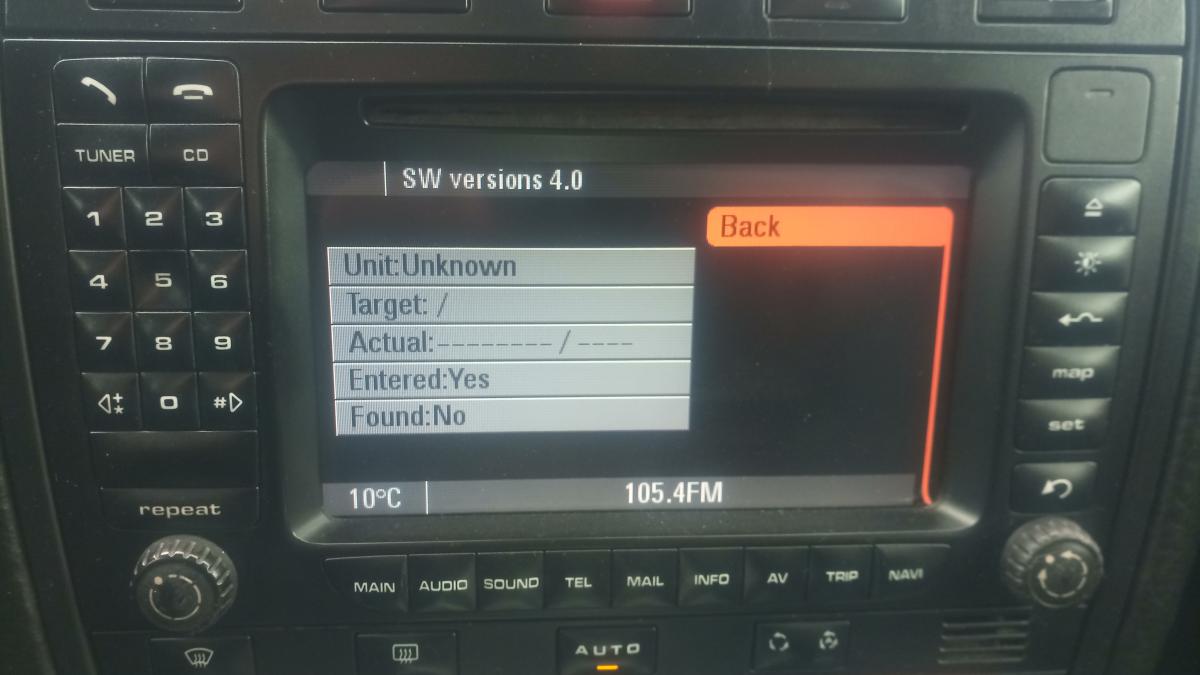 TUNER CD
1 2 3
4 5 6
7 8 9
0 #
repeat
SW versions 4.0
Back
Unit:Unknown
Target: /
Actual:-------- / ----
Entered:Yes
Found:No
10°C 105.4FM
map
set
MAIN AUDIO SOUND TEL MAIL INFO AV TRIP NAVI
AUTO